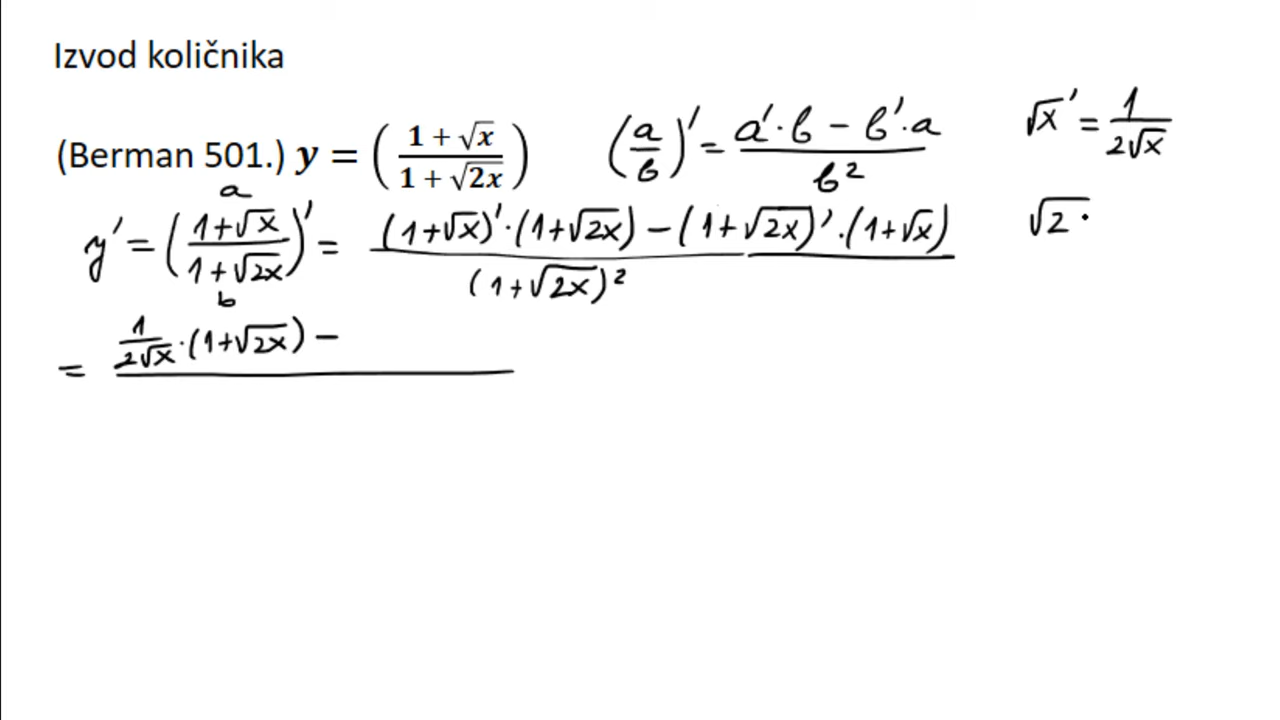 Izvod količnika
(Berman 501.) y = ( (1 + √x) / (1 + √2x) )
(a/b)' = (a'·b − b'·a) / b²
√x' = 1 / 2√x
a
y' = ( (1+√x) / (1+√2x) )' = ( (1+√x)'·(1+√2x) − (1+√2x)'·(1+√x) ) / (1+√2x)²
b
√2 ·
= 1/2√x · (1+√2x) −